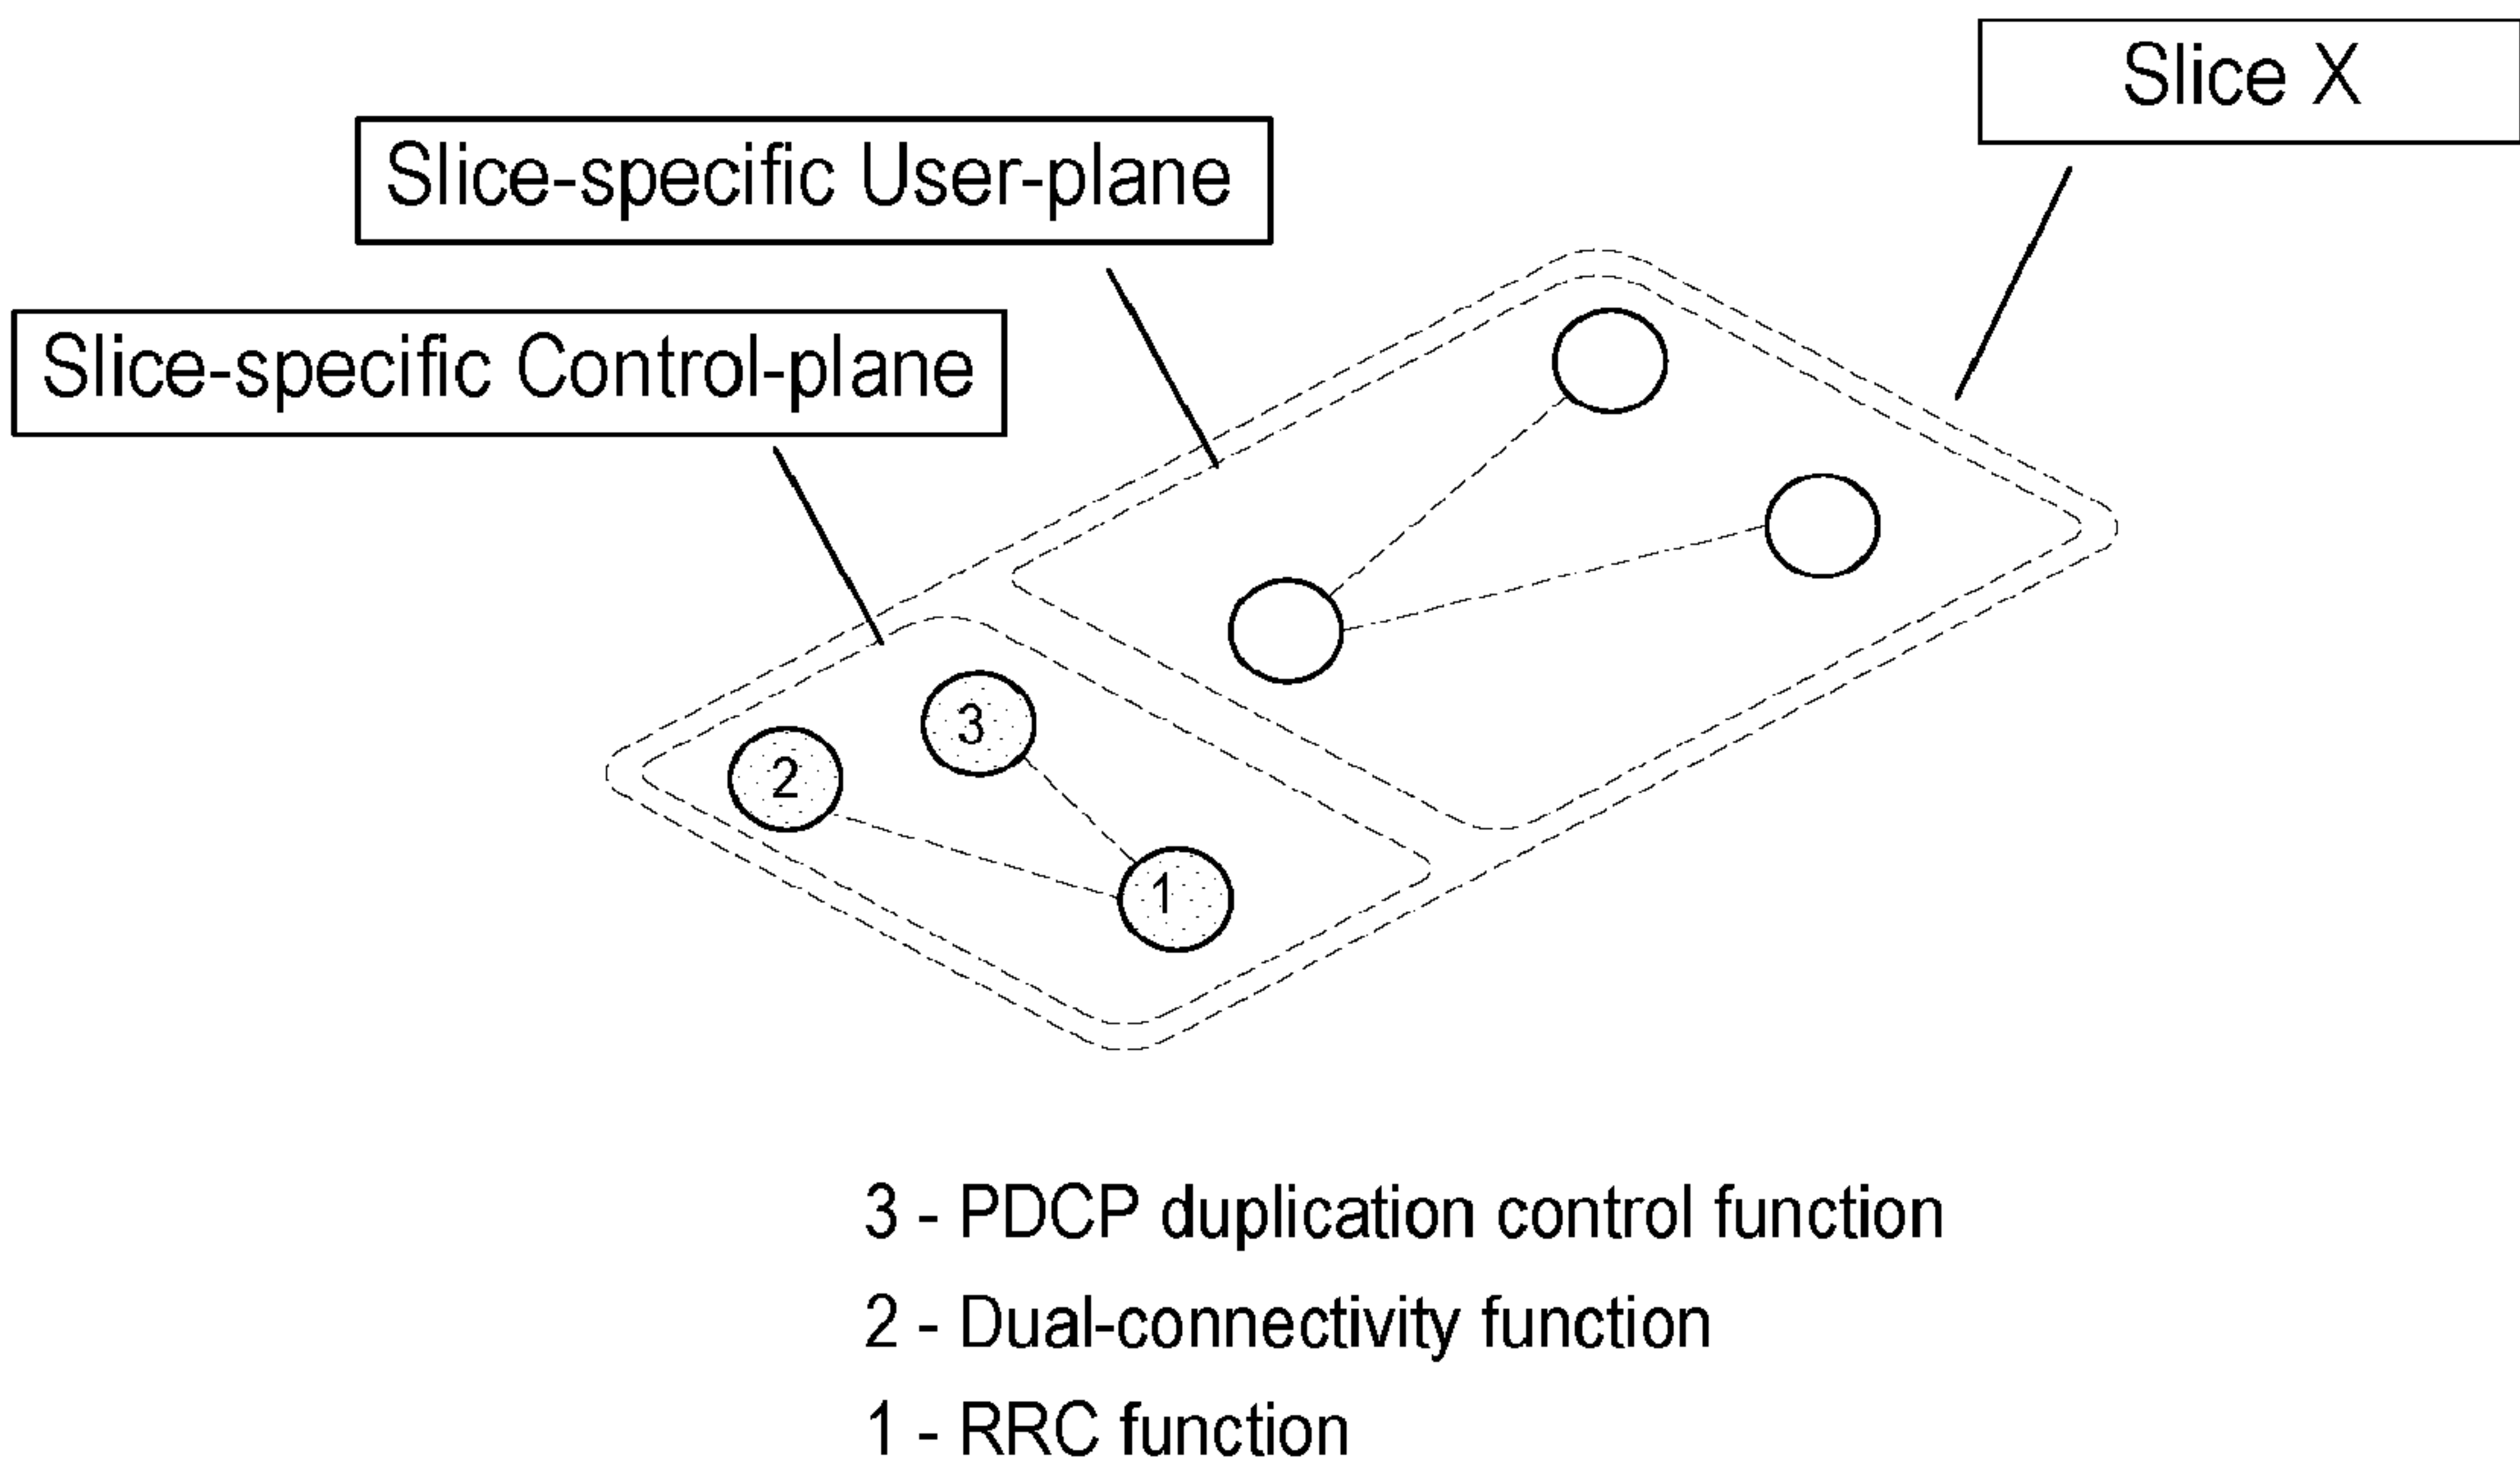 Slice X
Slice-specific User-plane
Slice-specific Control-plane
3
2
1
3 - PDCP duplication control function
2 - Dual-connectivity function
1 - RRC function